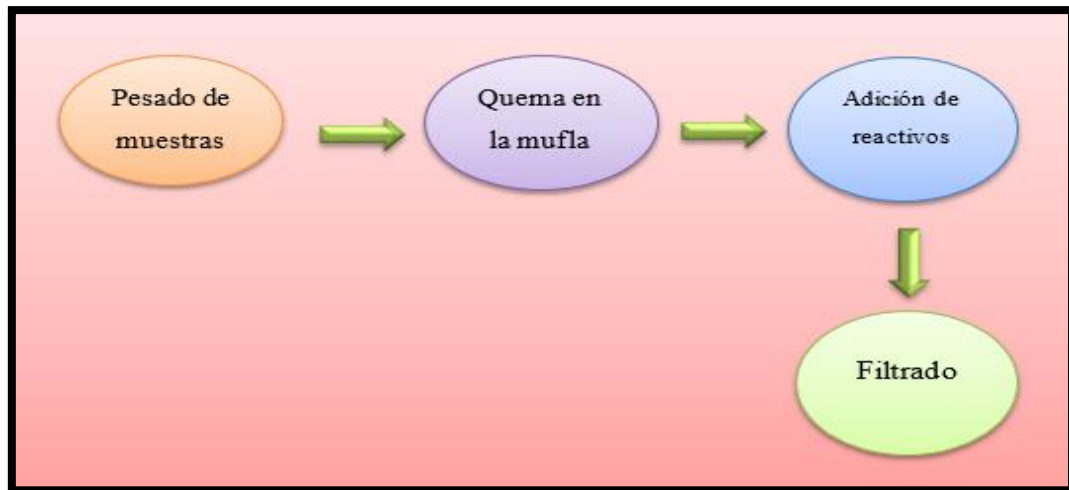 Pesado de
muestras
Quema en
la mufla
Adición de
reactivos
Filtrado